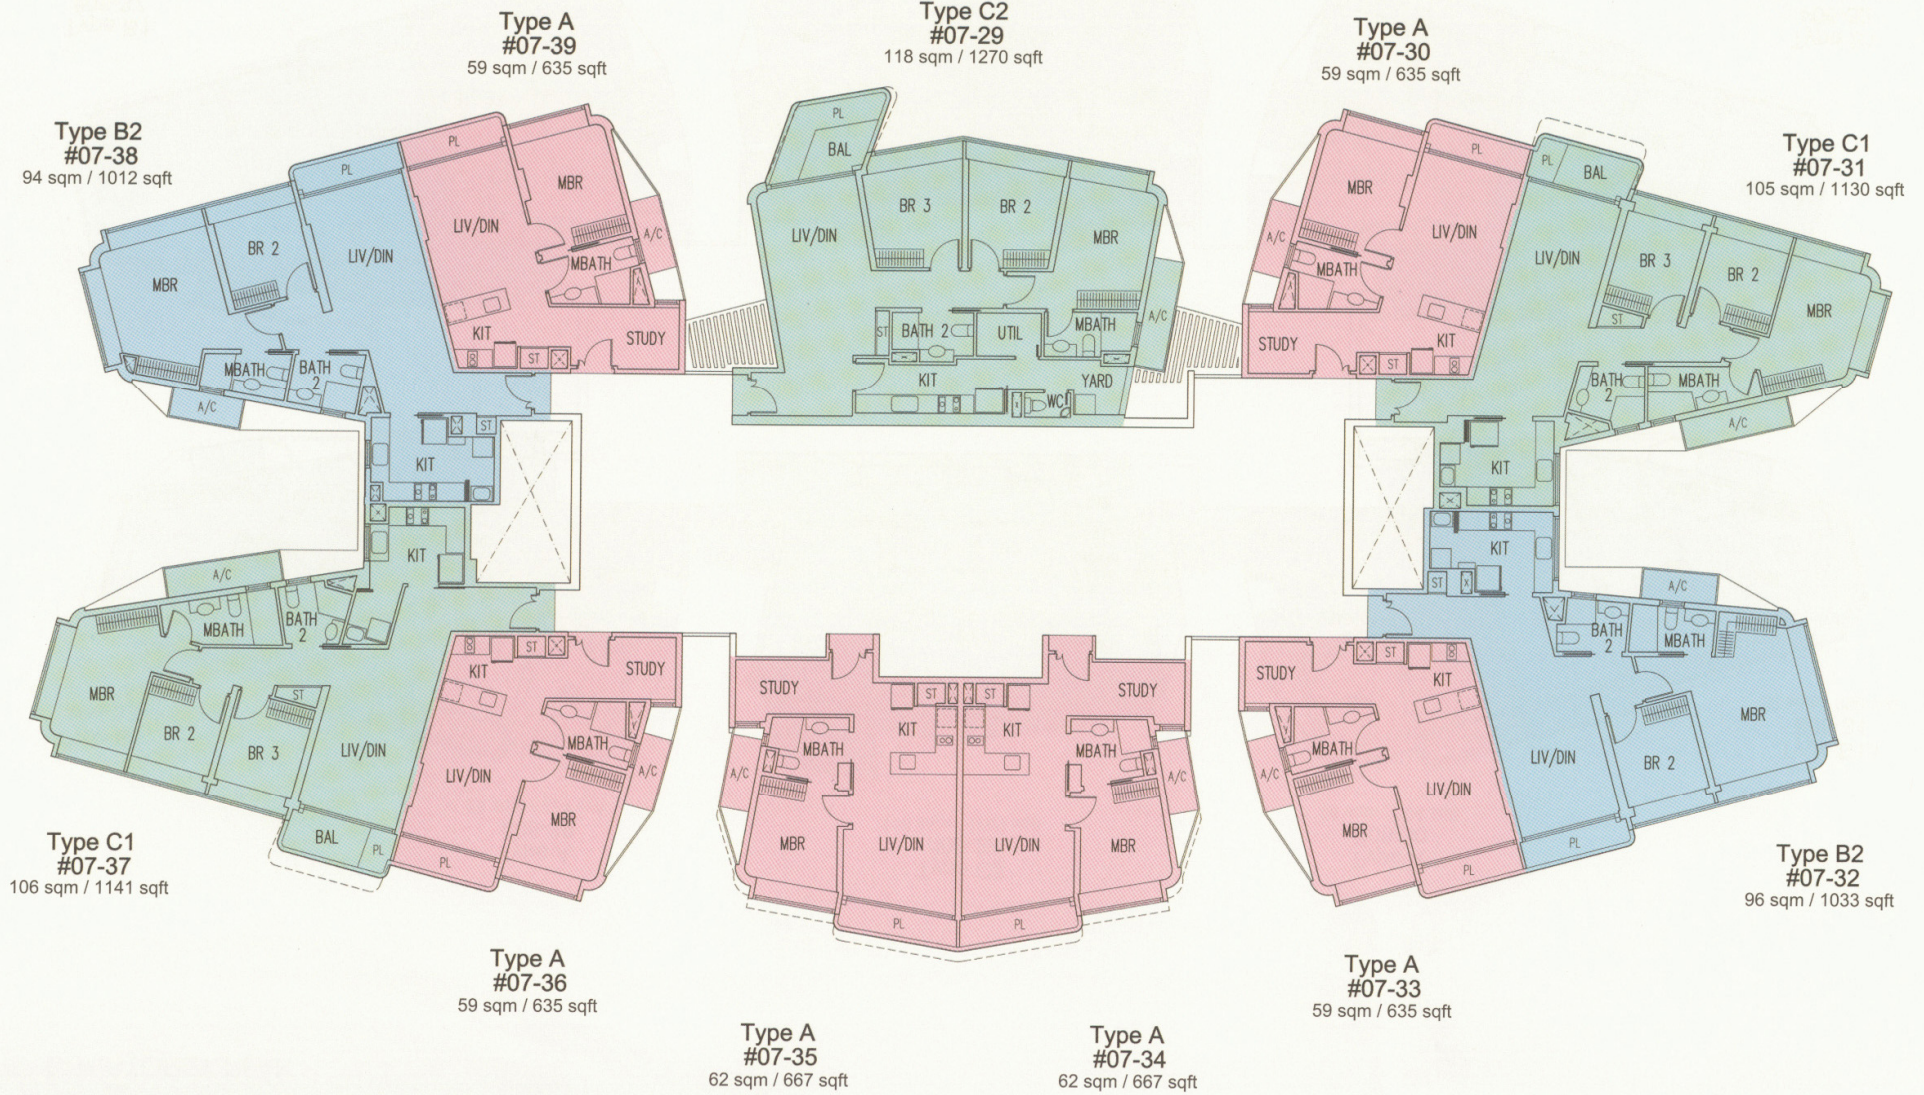 Type A
#07-39
59 sqm / 635 sqft
Type C2
#07-29
118 sqm / 1270 sqft
Type A
#07-30
59 sqm / 635 sqft
Type B2
#07-38
94 sqm / 1012 sqft
Type C1
#07-31
105 sqm / 1130 sqft
PL
BR 2
MBR
LIV/DIN
MBATH
BATH
2
A/C
ST
KIT
PL
MBR
LIV/DIN
A/C
MBATH
KIT
ST
STUDY
PL
BAL
BR 3
BR 2
LIV/DIN
MBR
ST
BATH 2
UTIL
MBATH
A/C
KIT
YARD
WC
PL
MBR
LIV/DIN
A/C
MBATH
STUDY
KIT
ST
PL
BAL
LIV/DIN
BR 3
BR 2
MBR
ST
BATH
2
MBATH
A/C
KIT
KIT
A/C
BATH
2
MBATH
MBR
BR 2
BR 3
ST
LIV/DIN
BAL
PL
KIT
ST
STUDY
MBATH
LIV/DIN
A/C
MBR
PL
STUDY
ST
KIT
MBATH
A/C
MBR
LIV/DIN
PL
ST
STUDY
KIT
MBATH
A/C
LIV/DIN
MBR
PL
STUDY
ST
KIT
MBATH
A/C
LIV/DIN
MBR
PL
KIT
ST
A/C
BATH
2
MBATH
MBR
LIV/DIN
BR 2
PL
Type C1
#07-37
106 sqm / 1141 sqft
Type B2
#07-32
96 sqm / 1033 sqft
Type A
#07-36
59 sqm / 635 sqft
Type A
#07-33
59 sqm / 635 sqft
Type A
#07-35
62 sqm / 667 sqft
Type A
#07-34
62 sqm / 667 sqft